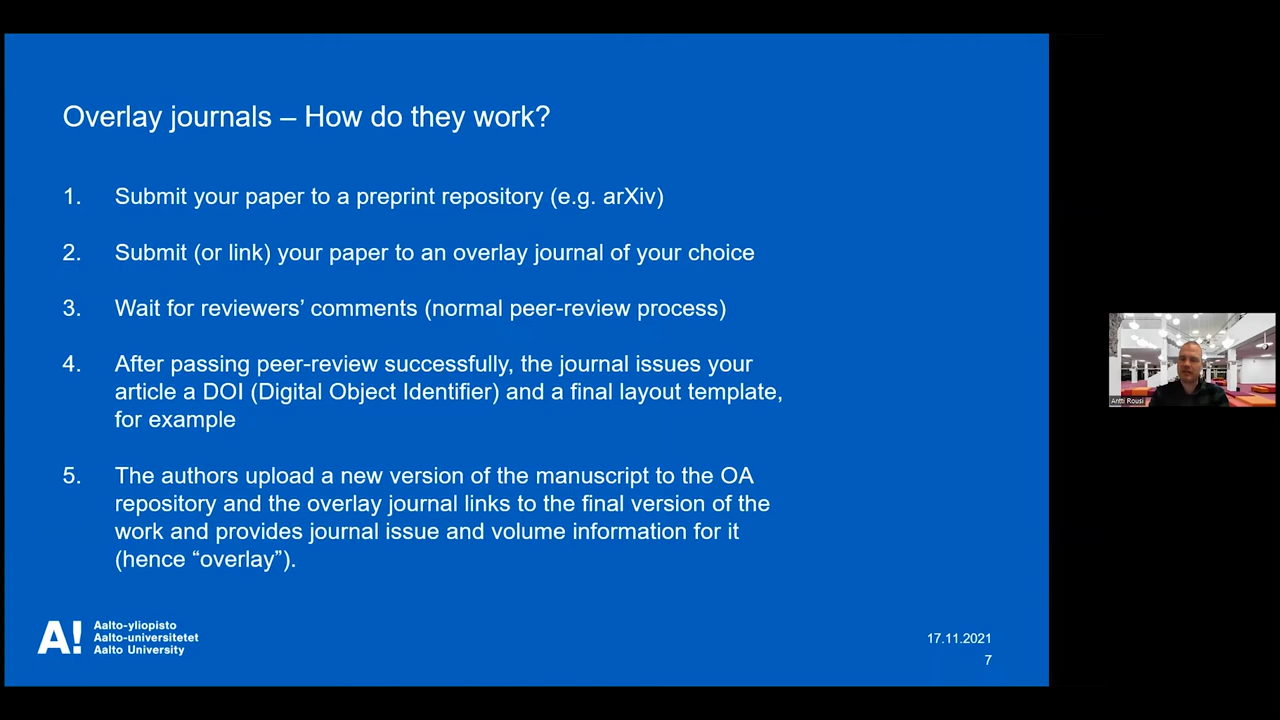 Overlay journals – How do they work?
1. Submit your paper to a preprint repository (e.g. arXiv)
2. Submit (or link) your paper to an overlay journal of your choice
3. Wait for reviewers’ comments (normal peer-review process)
4. After passing peer-review successfully, the journal issues your
article a DOI (Digital Object Identifier) and a final layout template,
for example
5. The authors upload a new version of the manuscript to the OA
repository and the overlay journal links to the final version of the
work and provides journal issue and volume information for it
(hence “overlay”).
A!
Aalto-yliopisto
Aalto-universitetet
Aalto University
17.11.2021
7
Antti Rousi